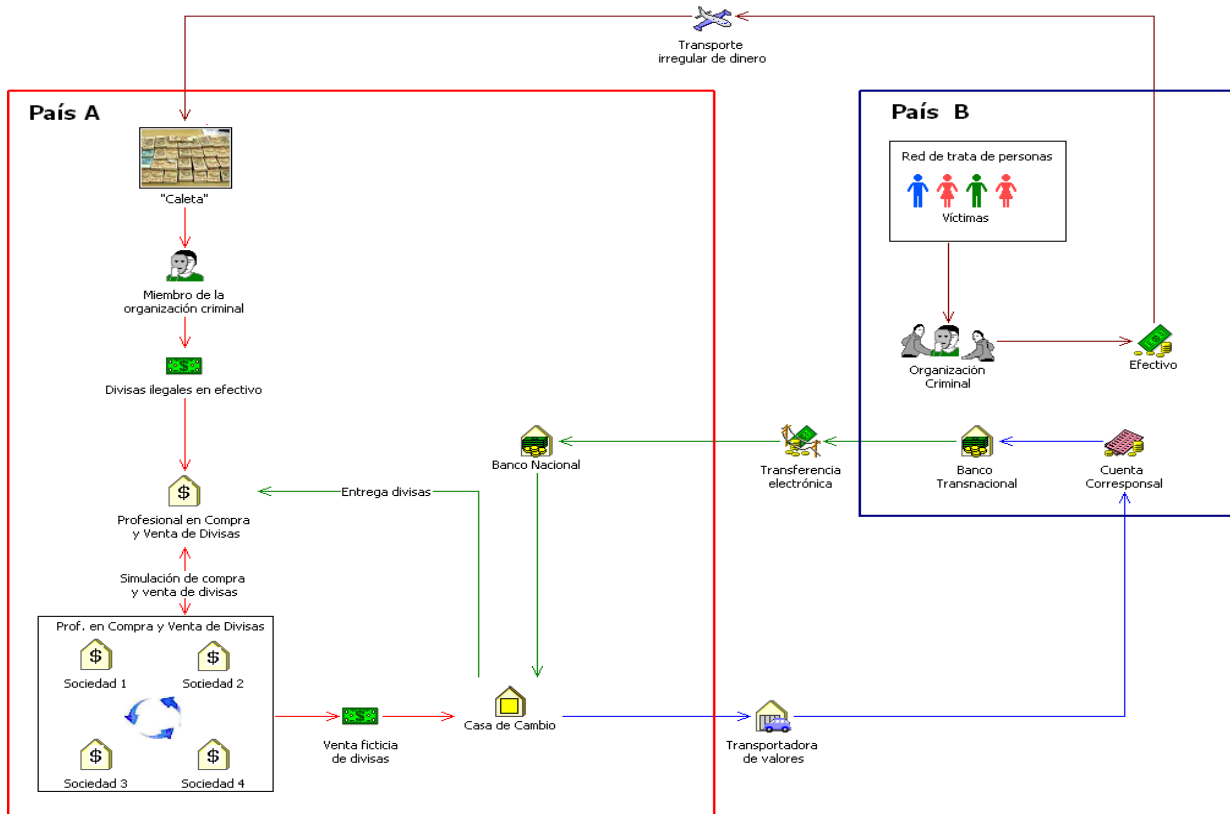 Transporte
irregular de dinero
País A
"Caleta"
Miembro de la
organización criminal
Divisas ilegales en efectivo
Profesional en Compra
y Venta de Divisas
Simulación de compra
y venta de divisas
Prof. en Compra y Venta de Divisas
$
$
$
Sociedad 1
Sociedad 2
$
$
Sociedad 3
Sociedad 4
Venta ficticia
de divisas
Entrega divisas
Banco Nacional
Casa de Cambio
Transferencia
electrónica
Transportadora
de valores
País B
Red de trata de personas
Víctimas
Organización
Criminal
Efectivo
Banco
Transnacional
Cuenta
Corresponsal